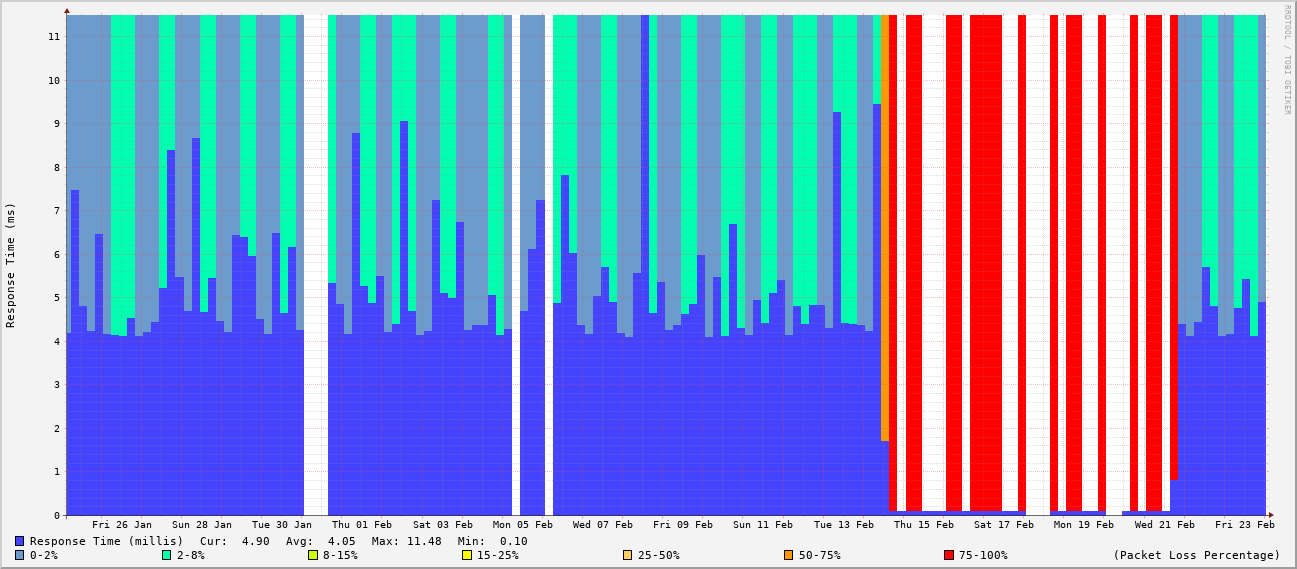 RRDTOOL / TOBI OETIKER
Response Time (ms)
11
10
9
8
7
6
5
4
3
2
1
0
Fri 26 Jan Sun 28 Jan Tue 30 Jan Thu 01 Feb Sat 03 Feb Mon 05 Feb Wed 07 Feb Fri 09 Feb Sun 11 Feb Tue 13 Feb Thu 15 Feb Sat 17 Feb Mon 19 Feb Wed 21 Feb Fri 23 Feb
Response Time (millis) Cur: 4.90 Avg: 4.05 Max: 11.48 Min: 0.10
0-2% 2-8% 8-15% 15-25% 25-50% 50-75% 75-100% (Packet Loss Percentage)